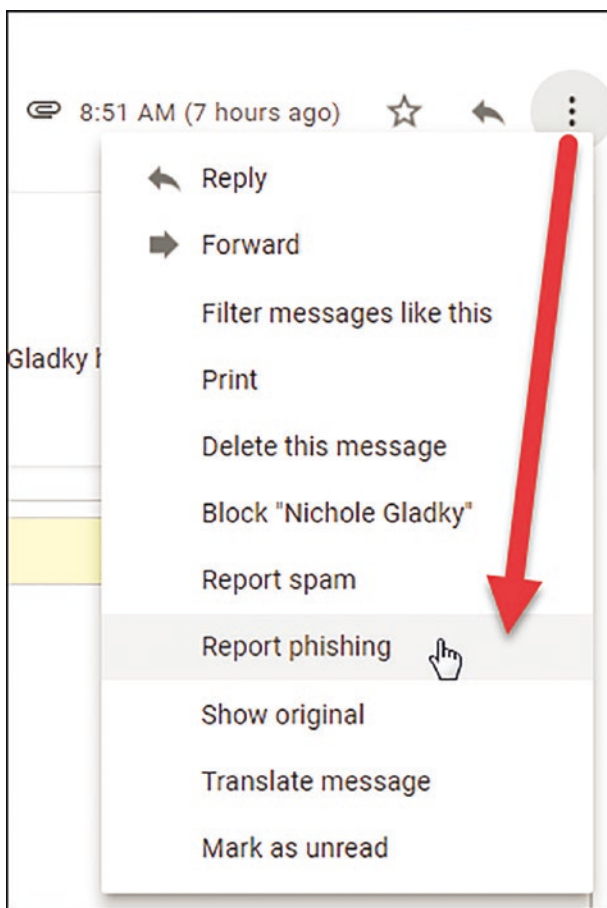 8:51 AM (7 hours ago)
Reply
Forward
Filter messages like this
Gladky h
Print
Delete this message
Block "Nichole Gladky"
Report spam
Report phishing
Show original
Translate message
Mark as unread